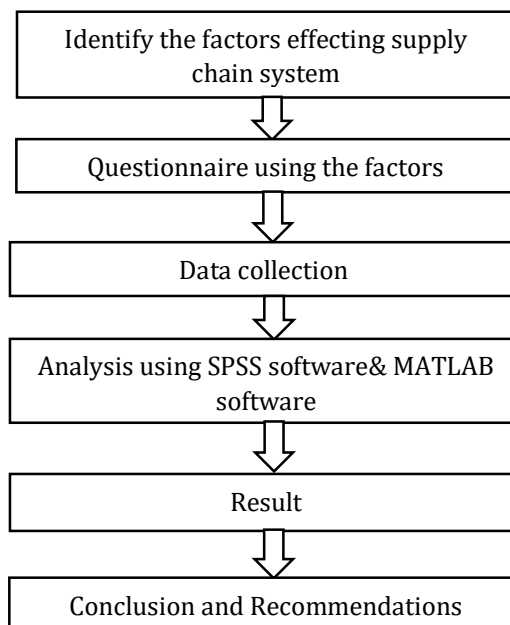 Identify the factors effecting supply
chain system
Questionnaire using the factors
Data collection
Analysis using SPSS software& MATLAB
software
Result
Conclusion and Recommendations